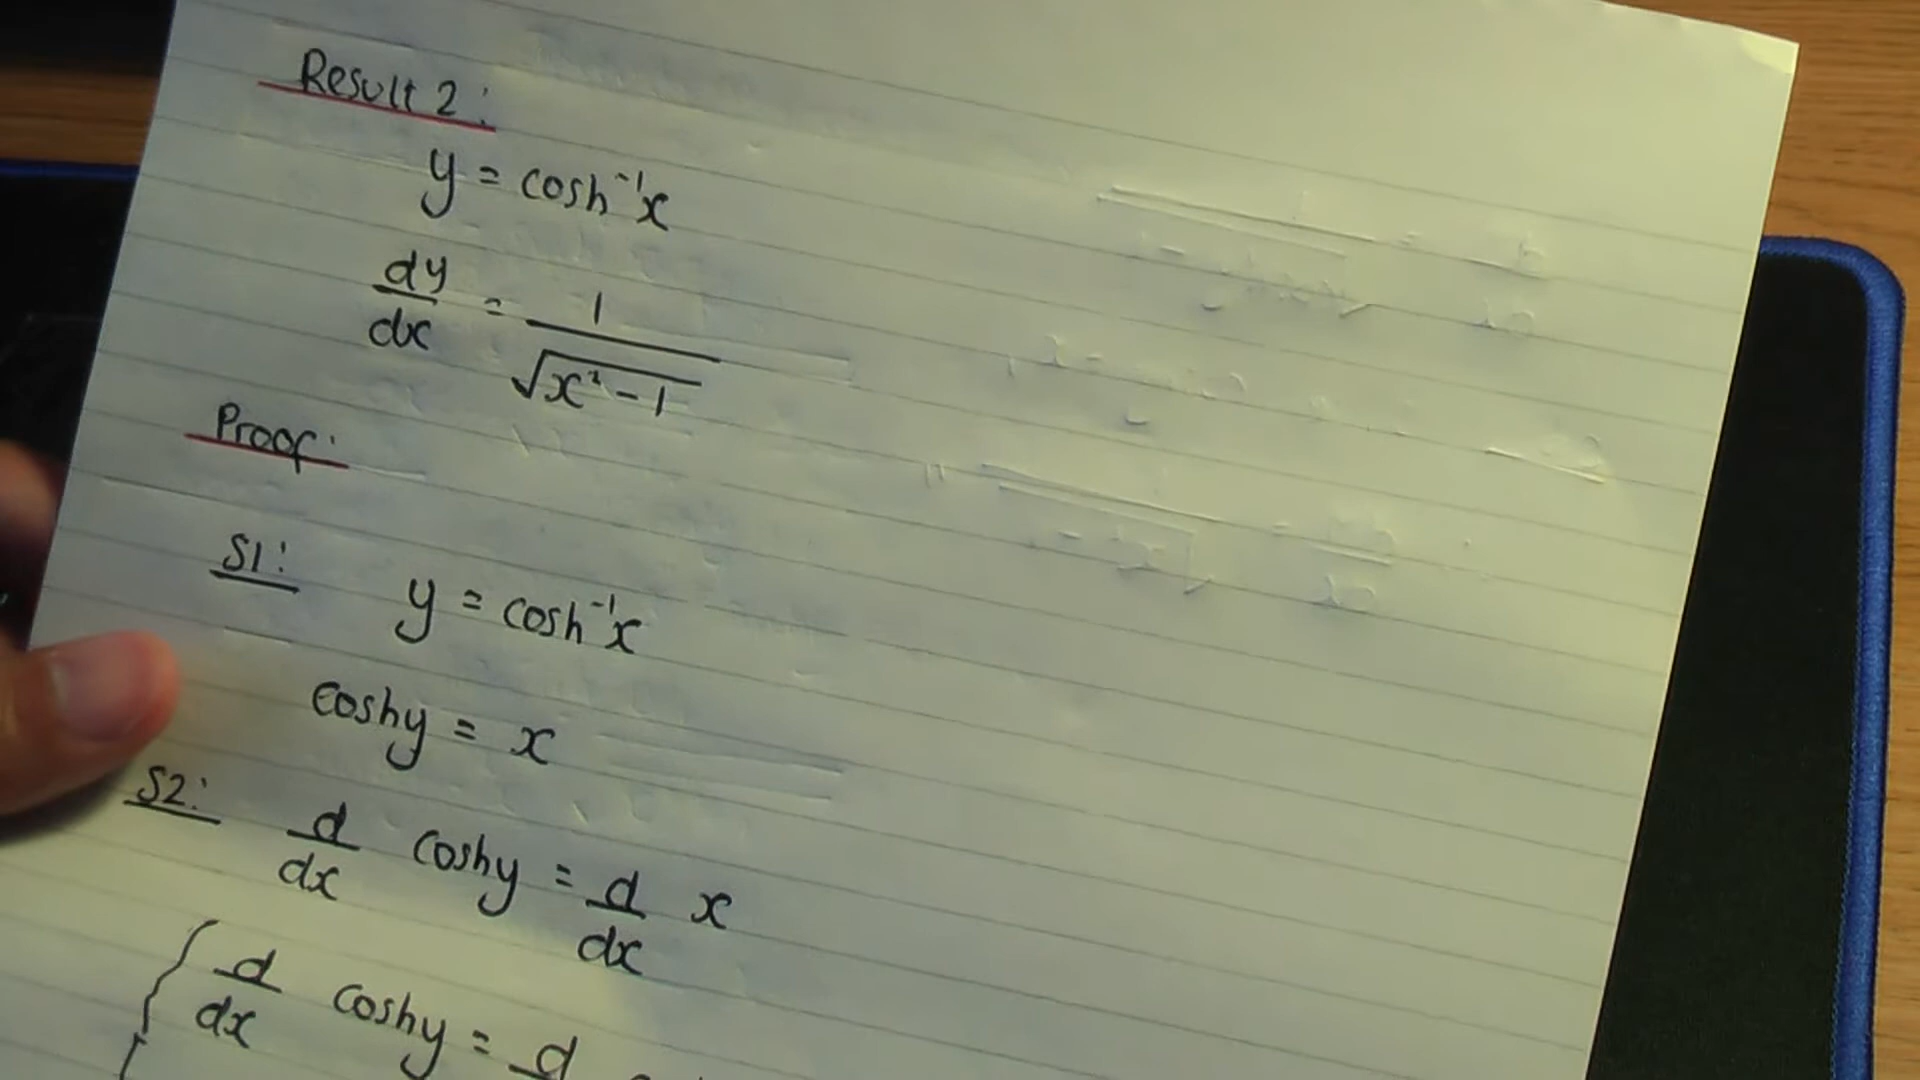 Result 2:
y = cosh⁻¹x
dy/dx = 1/√(x² - 1)
Proof:
S1: y = cosh⁻¹x
coshy = x
S2: d/dx coshy = d/dx x
d/dx coshy = d